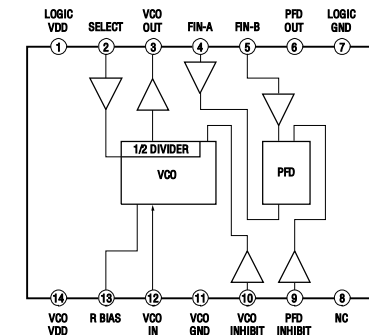 LOGIC VCO PFD LOGIC
VDD SELECT OUT FIN-A FIN-B OUT GND
1 2 3 4 5 6 7
1/2 DIVIDER
VCO PFD
14 13 12 11 10 9 8
VCO R BIAS VCO VCO VCO PFD NC
VDD IN GND INHIBIT INHIBIT